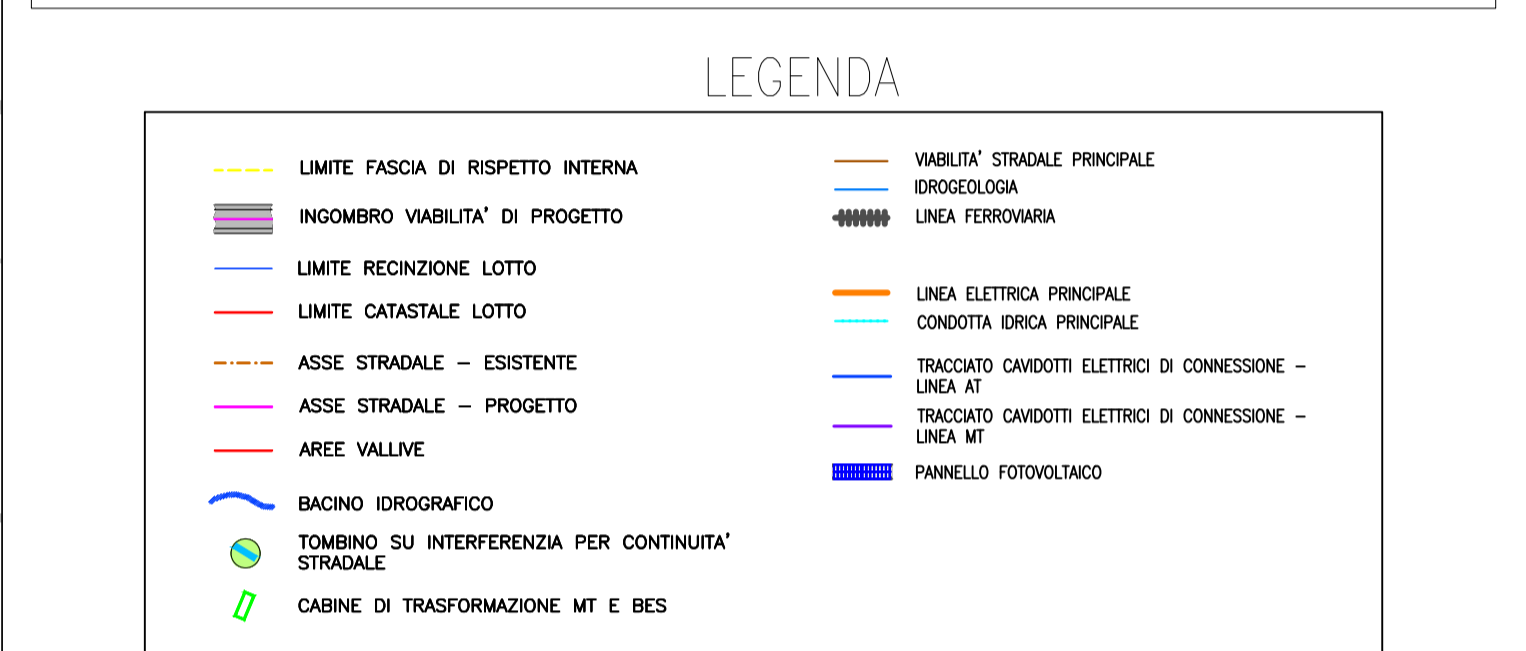 LEGENDA
LIMITE FASCIA DI RISPETTO INTERNA
INGOMBRO VIABILITA' DI PROGETTO
LIMITE RECINZIONE LOTTO
LIMITE CATASTALE LOTTO
ASSE STRADALE – ESISTENTE
ASSE STRADALE – PROGETTO
AREE VALLIVE
BACINO IDROGRAFICO
TOMBINO SU INTERFERENZIA PER CONTINUITA'
STRADALE
CABINE DI TRASFORMAZIONE MT E BES
VIABILITA' STRADALE PRINCIPALE
IDROGEOLOGIA
LINEA FERROVIARIA
LINEA ELETTRICA PRINCIPALE
CONDOTTA IDRICA PRINCIPALE
TRACCIATO CAVIDOTTI ELETTRICI DI CONNESSIONE –
LINEA AT
TRACCIATO CAVIDOTTI ELETTRICI DI CONNESSIONE –
LINEA MT
PANNELLO FOTOVOLTAICO